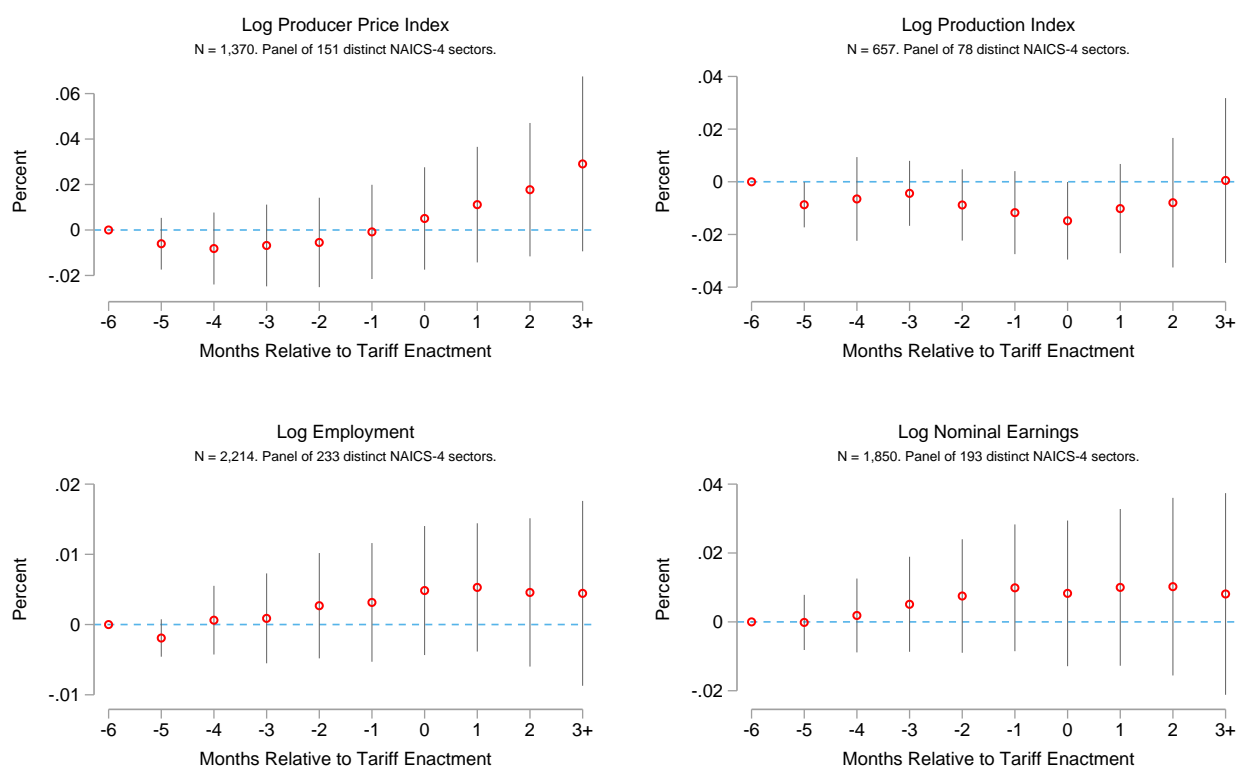 Log Producer Price Index
N = 1,370. Panel of 151 distinct NAICS-4 sectors.
Percent
.06
.04
.02
0
-.02
-6 -5 -4 -3 -2 -1 0 1 2 3+
Months Relative to Tariff Enactment
Log Production Index
N = 657. Panel of 78 distinct NAICS-4 sectors.
Percent
.04
.02
0
-.02
-.04
-6 -5 -4 -3 -2 -1 0 1 2 3+
Months Relative to Tariff Enactment
Log Employment
N = 2,214. Panel of 233 distinct NAICS-4 sectors.
Percent
.02
.01
0
-.01
-6 -5 -4 -3 -2 -1 0 1 2 3+
Months Relative to Tariff Enactment
Log Nominal Earnings
N = 1,850. Panel of 193 distinct NAICS-4 sectors.
Percent
.04
.02
0
-.02
-6 -5 -4 -3 -2 -1 0 1 2 3+
Months Relative to Tariff Enactment